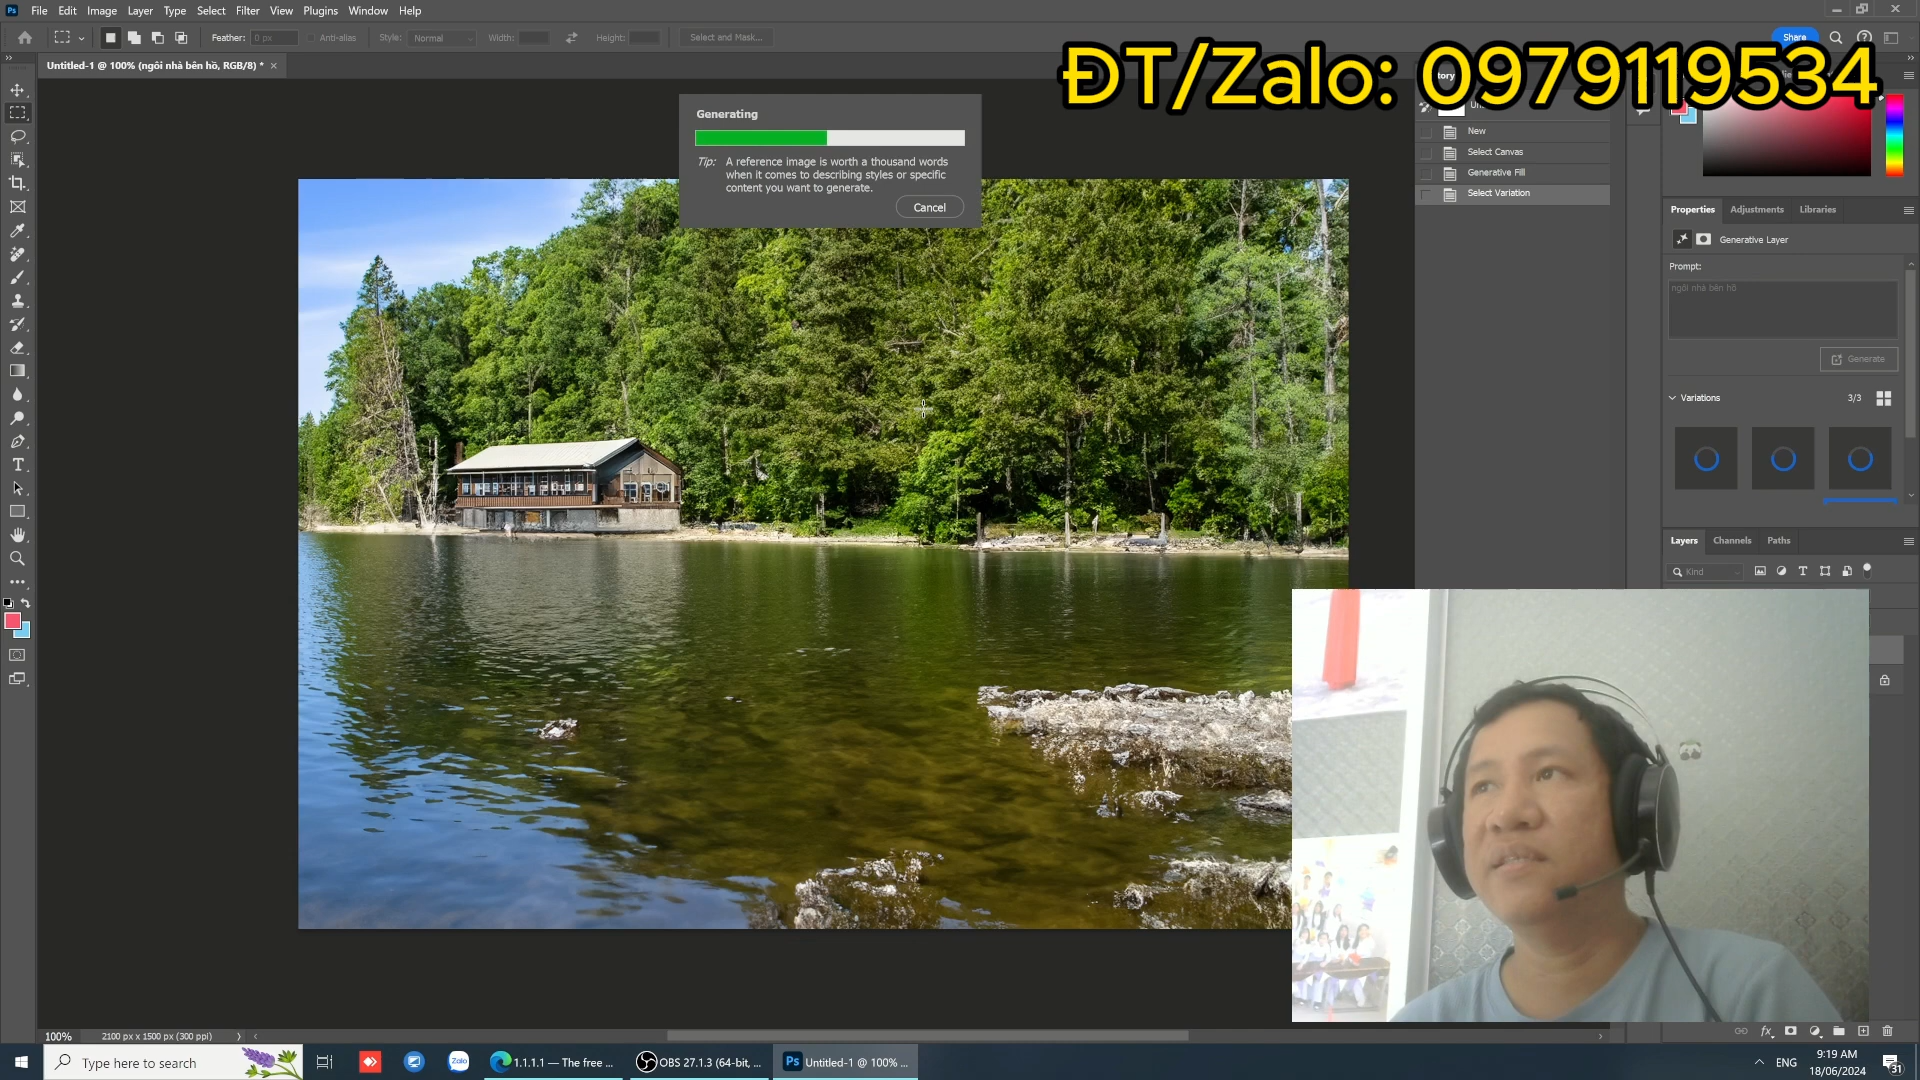 Ps File Edit Image Layer Type Select Filter View Plugins Window Help
Feather: 0 px Anti-alias Style: Normal Width: Height: Select and Mask... Share
ĐT/Zalo: 0979119534
Untitled-1 @ 100% (ngôi nhà bên hồ, RGB/8) * ×
New
Select Canvas
Generative Fill
Select Variation
Generating
Tip: A reference image is worth a thousand words
when it comes to describing styles or specific
content you want to generate.
Cancel
Properties Adjustments Libraries
Generative Layer
Prompt:
ngôi nhà bên hồ
Generate
Variations 3/3
Layers Channels Paths
Kind
100% 2100 px x 1500 px (300 ppi)
Type here to search
Zalo
1.1.1.1 — The free ...
OBS 27.1.3 (64-bit, ...
Ps Untitled-1 @ 100% ...
ENG
9:19 AM
18/06/2024
31